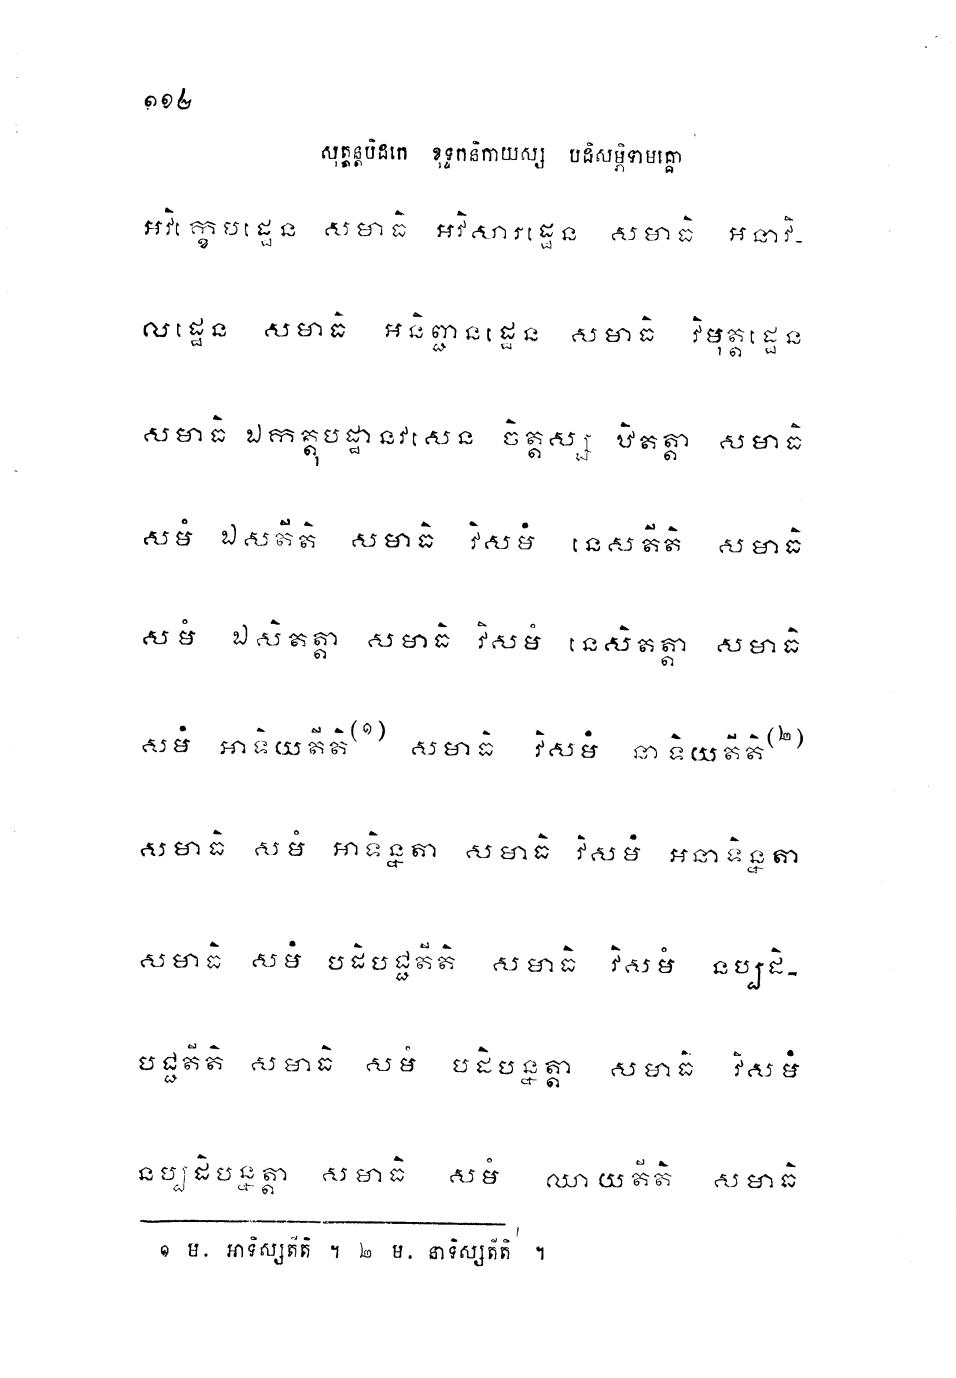 ១១៤
សុត្តន្តបិដកេ ខុទ្ទកនិកាយស្ស បដិសម្ភិទាមគ្គោ
អវិក្ខេបដ្ឋេន សមាធិ អវិសារដ្ឋេន សមាធិ អនាវិ-
លដ្ឋេន សមាធិ អនិញ្ជានដ្ឋេន សមាធិ វិមុត្តដ្ឋេន
សមាធិ ឯកត្តុបដ្ឋានវសេន ចិត្តស្ស ឋិតត្តា សមាធិ
សមំ ឯសតីតិ សមាធិ វិសមំ នេសតីតិ សមាធិ
សមំ ឯសិតត្តា សមាធិ វិសមំ នេសិតត្តា សមាធិ
សមំ អាទិយតីតិ(១) សមាធិ វិសមំ នាទិយតីតិ(២)
សមាធិ សមំ អាទិន្នតា សមាធិ វិសមំ អនាទិន្នតា
សមាធិ សមំ បដិបជ្ជតីតិ សមាធិ វិសមំ នប្បដិ-
បជ្ជតីតិ សមាធិ សមំ បដិបន្នត្តា សមាធិ វិសមំ
នប្បដិបន្នត្តា សមាធិ សមំ ឈាយតីតិ សមាធិ
១ ម. អាទិស្សតីតិ ។ ២ ម. នាទិស្សតីតិ ។